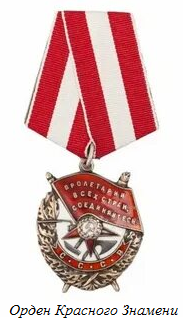 ПРОЛЕТАРИИ
ВСЕХ СТРАН
СОЕДИНЯЙТЕСЬ
СССР
Орден Красного Знамени